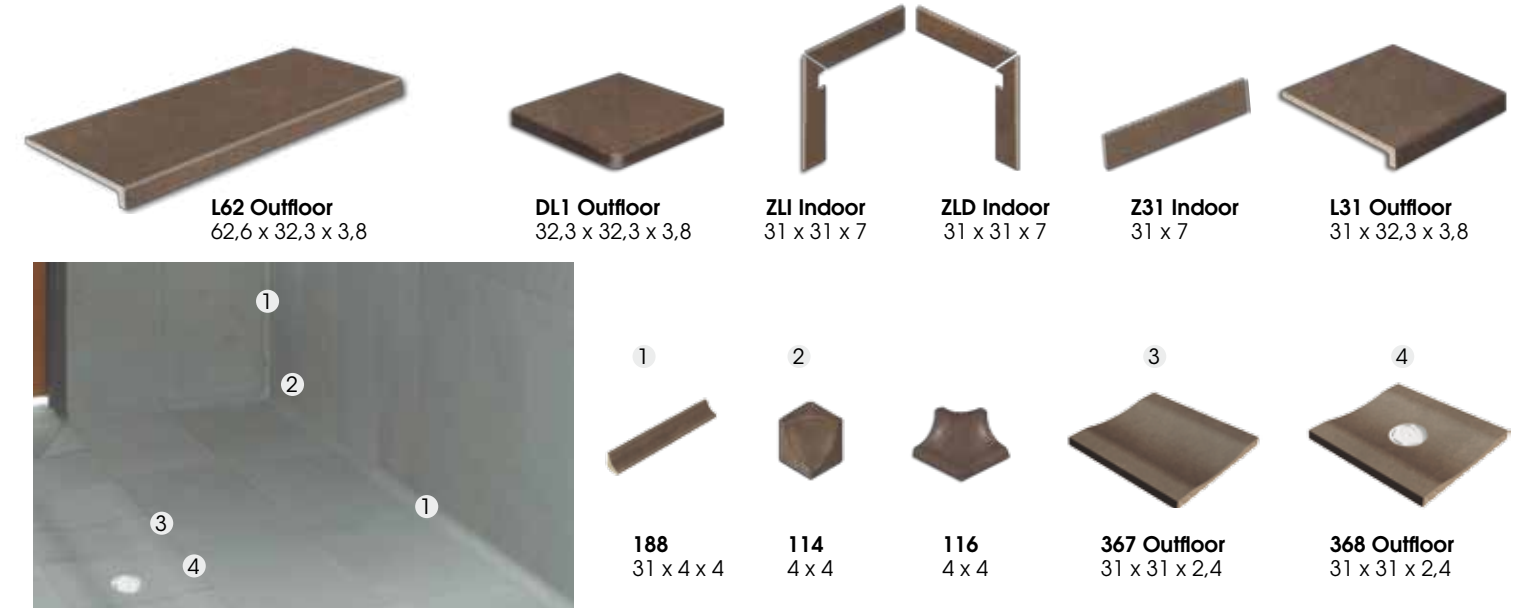 L62 Outfloor
62,6 x 32,3 x 3,8
DL1 Outfloor
32,3 x 32,3 x 3,8
ZLI Indoor
31 x 31 x 7
ZLD Indoor
31 x 31 x 7
Z31 Indoor
31 x 7
L31 Outfloor
31 x 32,3 x 3,8
1
2
1
3
4
1
2
3
4
188
31 x 4 x 4
114
4 x 4
116
4 x 4
367 Outfloor
31 x 31 x 2,4
368 Outfloor
31 x 31 x 2,4